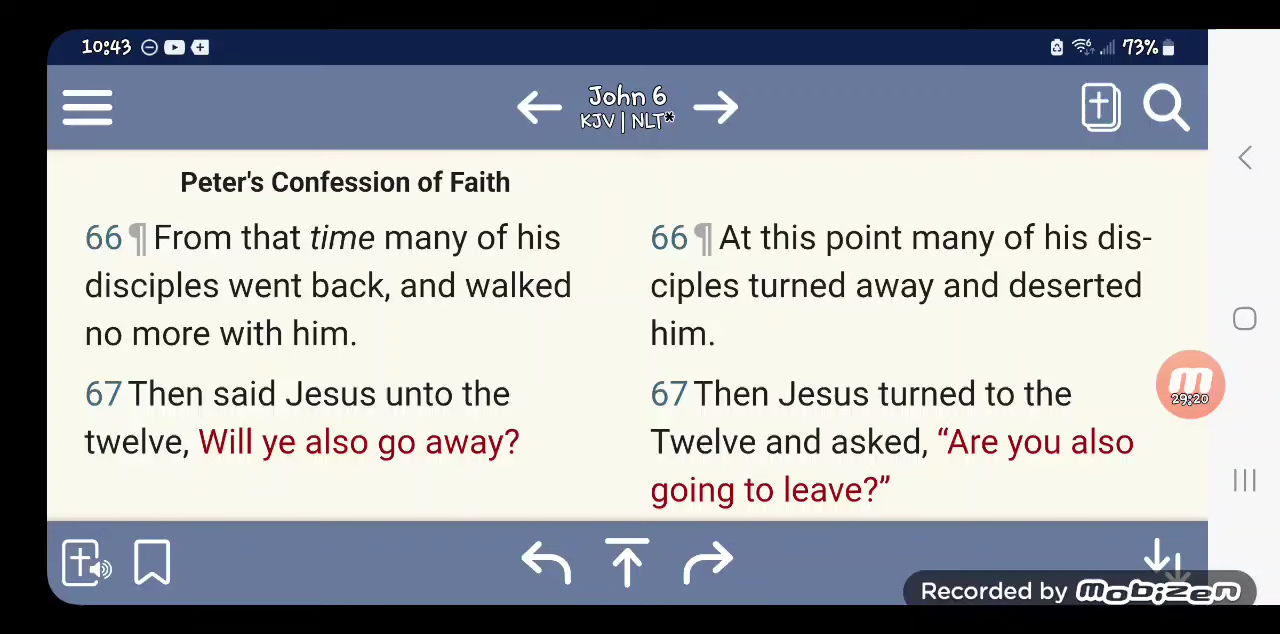 10:43 73%
John 6
KJV | NLT*
Peter's Confession of Faith
66 ¶ From that time many of his
disciples went back, and walked
no more with him.
67 Then said Jesus unto the
twelve, Will ye also go away?
66 ¶ At this point many of his dis-
ciples turned away and deserted
him.
67 Then Jesus turned to the
Twelve and asked, “Are you also
going to leave?”
29:20
Recorded by Mobizen